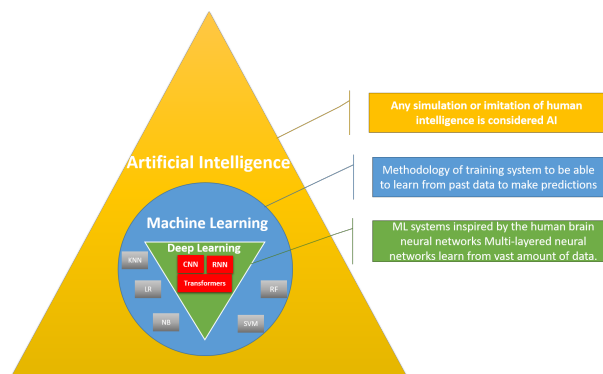 Any simulation or imitation of human
intelligence is considered AI
Artificial Intelligence
Methodology of training system to be able
to learn from past data to make predictions
Machine Learning
ML systems inspired by the human brain
neural networks Multi-layered neural
networks learn from vast amount of data.
Deep Learning
KNN
CNN
RNN
Transformers
LR
RF
NB
SVM